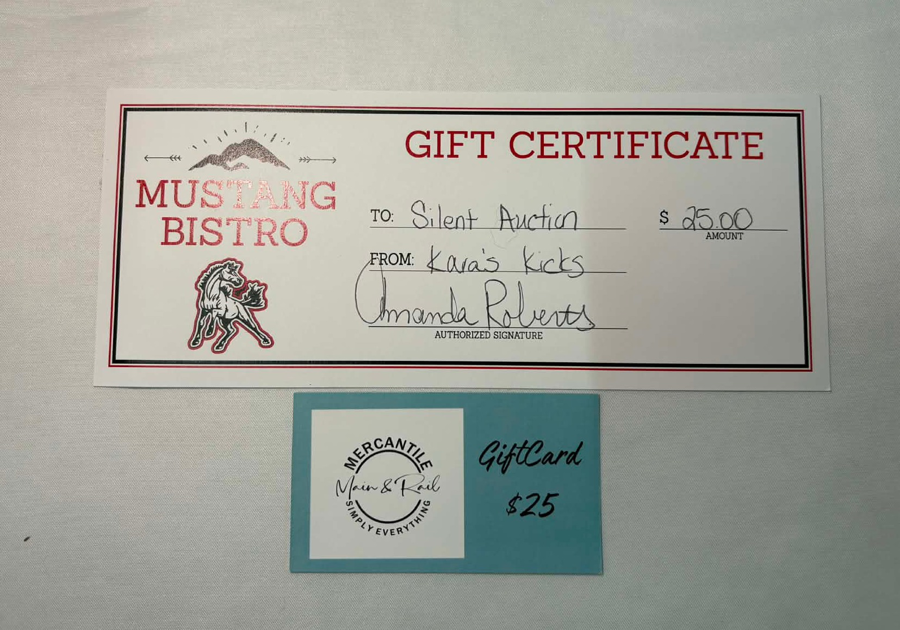 GIFT CERTIFICATE
MUSTANG
BISTRO
TO: Silent Auction
$ 25.00
AMOUNT
FROM: Kara's Kicks
Amanda Roberts
AUTHORIZED SIGNATURE
MERCANTILE
Main & Rail
SIMPLY EVERYTHING
GiftCard
$25